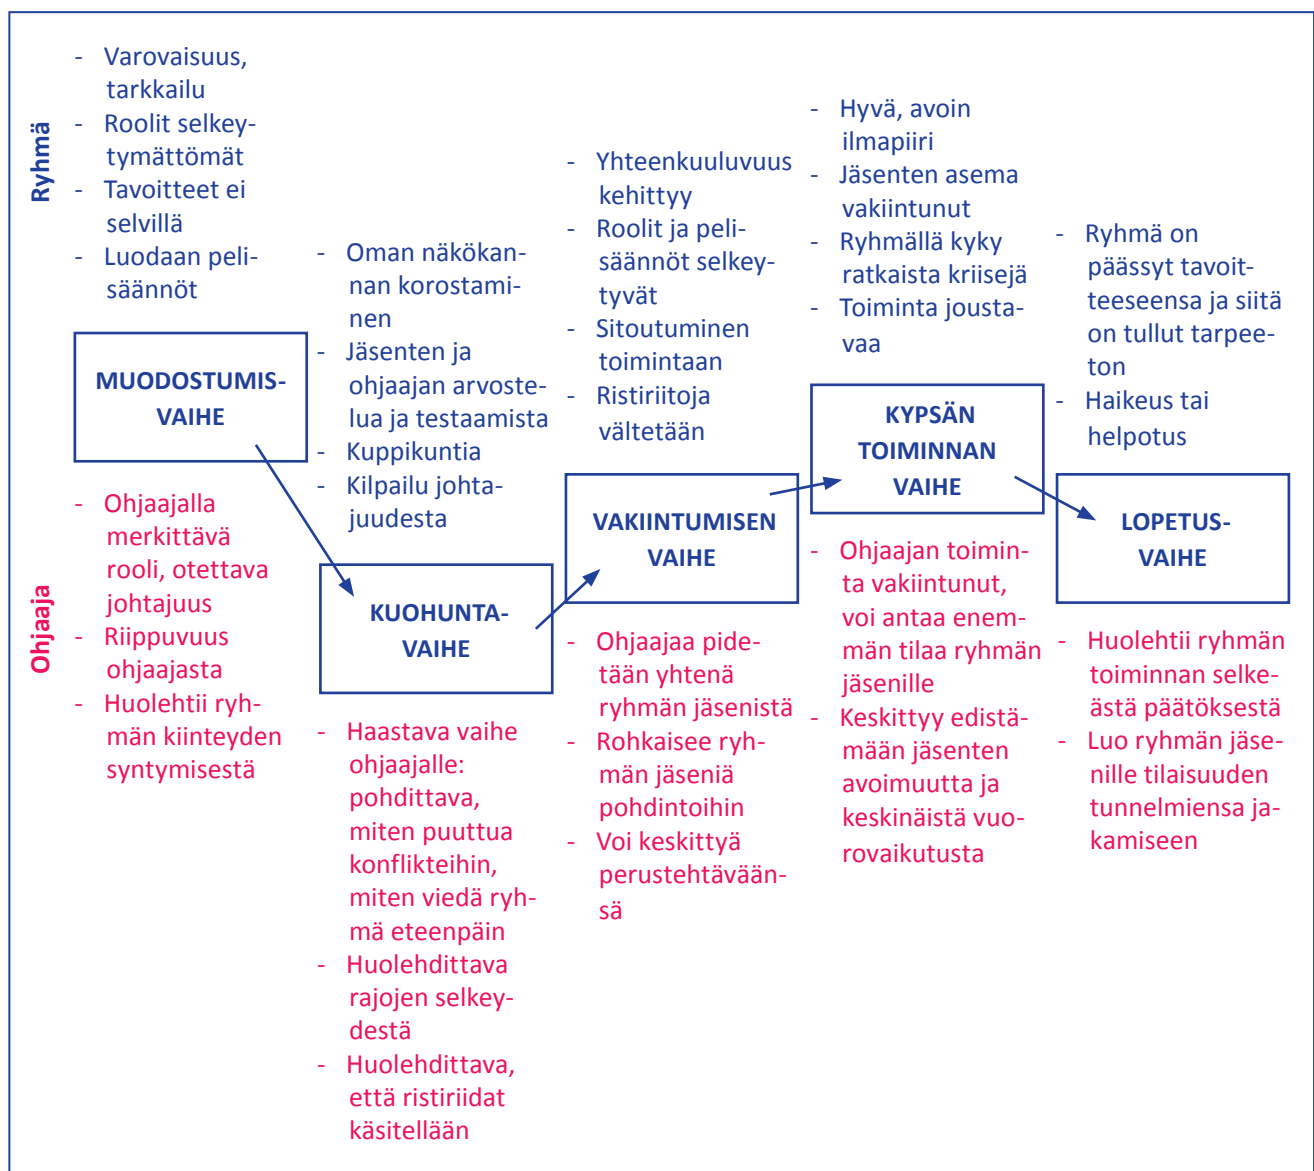 Ryhmä
- Varovaisuus,
tarkkailu
- Roolit selkey-
tymättömät
- Tavoitteet ei
selvillä
- Luodaan peli-
säännöt
MUODOSTUMIS-
VAIHE
Ohjaaja
- Ohjaajalla
merkittävä
rooli, otettava
johtajuus
- Riippuvuus
ohjaajasta
- Huolehtii ryh-
män kiinteyden
syntymisestä
- Oman näkökan-
nan korostami-
nen
- Jäsenten ja
ohjaajan arvoste-
lua ja testaamista
- Kuppikuntia
- Kilpailu johta-
juudesta
KUOHUNTA-
VAIHE
- Haastava vaihe
ohjaajalle:
pohdittava,
miten puuttua
konflikteihin,
miten viedä ryh-
mä eteenpäin
- Huolehdittava
rajojen selkey-
destä
- Huolehdittava,
että ristiriidat
käsitellään
- Yhteenkuuluvuus
kehittyy
- Roolit ja peli-
säännöt selkey-
tyvät
- Sitoutuminen
toimintaan
- Ristiriitoja
vältetään
VAKIINTUMISEN
VAIHE
- Ohjaajaa pide-
tään yhtenä
ryhmän jäsenistä
- Rohkaisee ryh-
män jäseniä
pohdintoihin
- Voi keskittyä
perustehtävään-
sä
- Hyvä, avoin
ilmapiiri
- Jäsenten asema
vakiintunut
- Ryhmällä kyky
ratkaista kriisejä
- Toiminta jousta-
vaa
KYPSÄN
TOIMINNAN
VAIHE
- Ohjaajan toimin-
ta vakiintunut,
voi antaa enem-
män tilaa ryhmän
jäsenille
- Keskittyy edistä-
mään jäsenten
avoimuutta ja
keskinäistä vuo-
rovaikutusta
- Ryhmä on
päässyt tavoit-
teeseensa ja siitä
on tullut tarpee-
ton
- Haikeus tai
helpotus
LOPETUS-
VAIHE
- Huolehtii ryhmän
toiminnan selke-
ästä päätöksestä
- Luo ryhmän jäse-
nille tilaisuuden
tunnelmiensa ja-
kamiseen